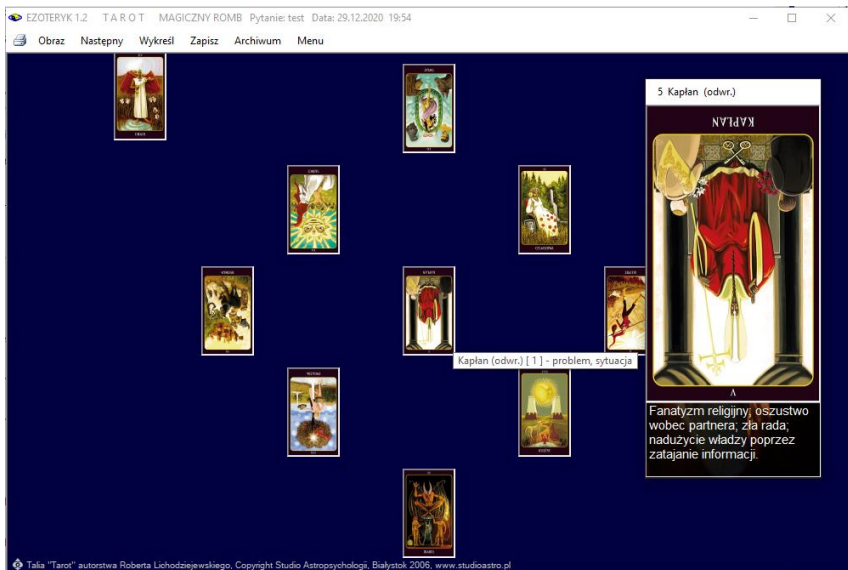 EZOTERYK 1.2 T A R O T MAGICZNY ROMB Pytanie: test Data: 29.12.2020 19:54
Obraz Następny Wykreśl Zapisz Archiwum Menu
5 Kapłan (odwr.)
KAPŁAN
Kapłan (odwr.) [ 1 ] - problem, sytuacja
V
Fanatyzm religijny; oszustwo
wobec partnera; zła rada;
nadużycie władzy poprzez
zatajanie informacji.
Talia "Tarot" autorstwa Roberta Lichodziejewskiego, Copyright Studio Astropsychologii, Białystok 2006, www.studioastro.pl